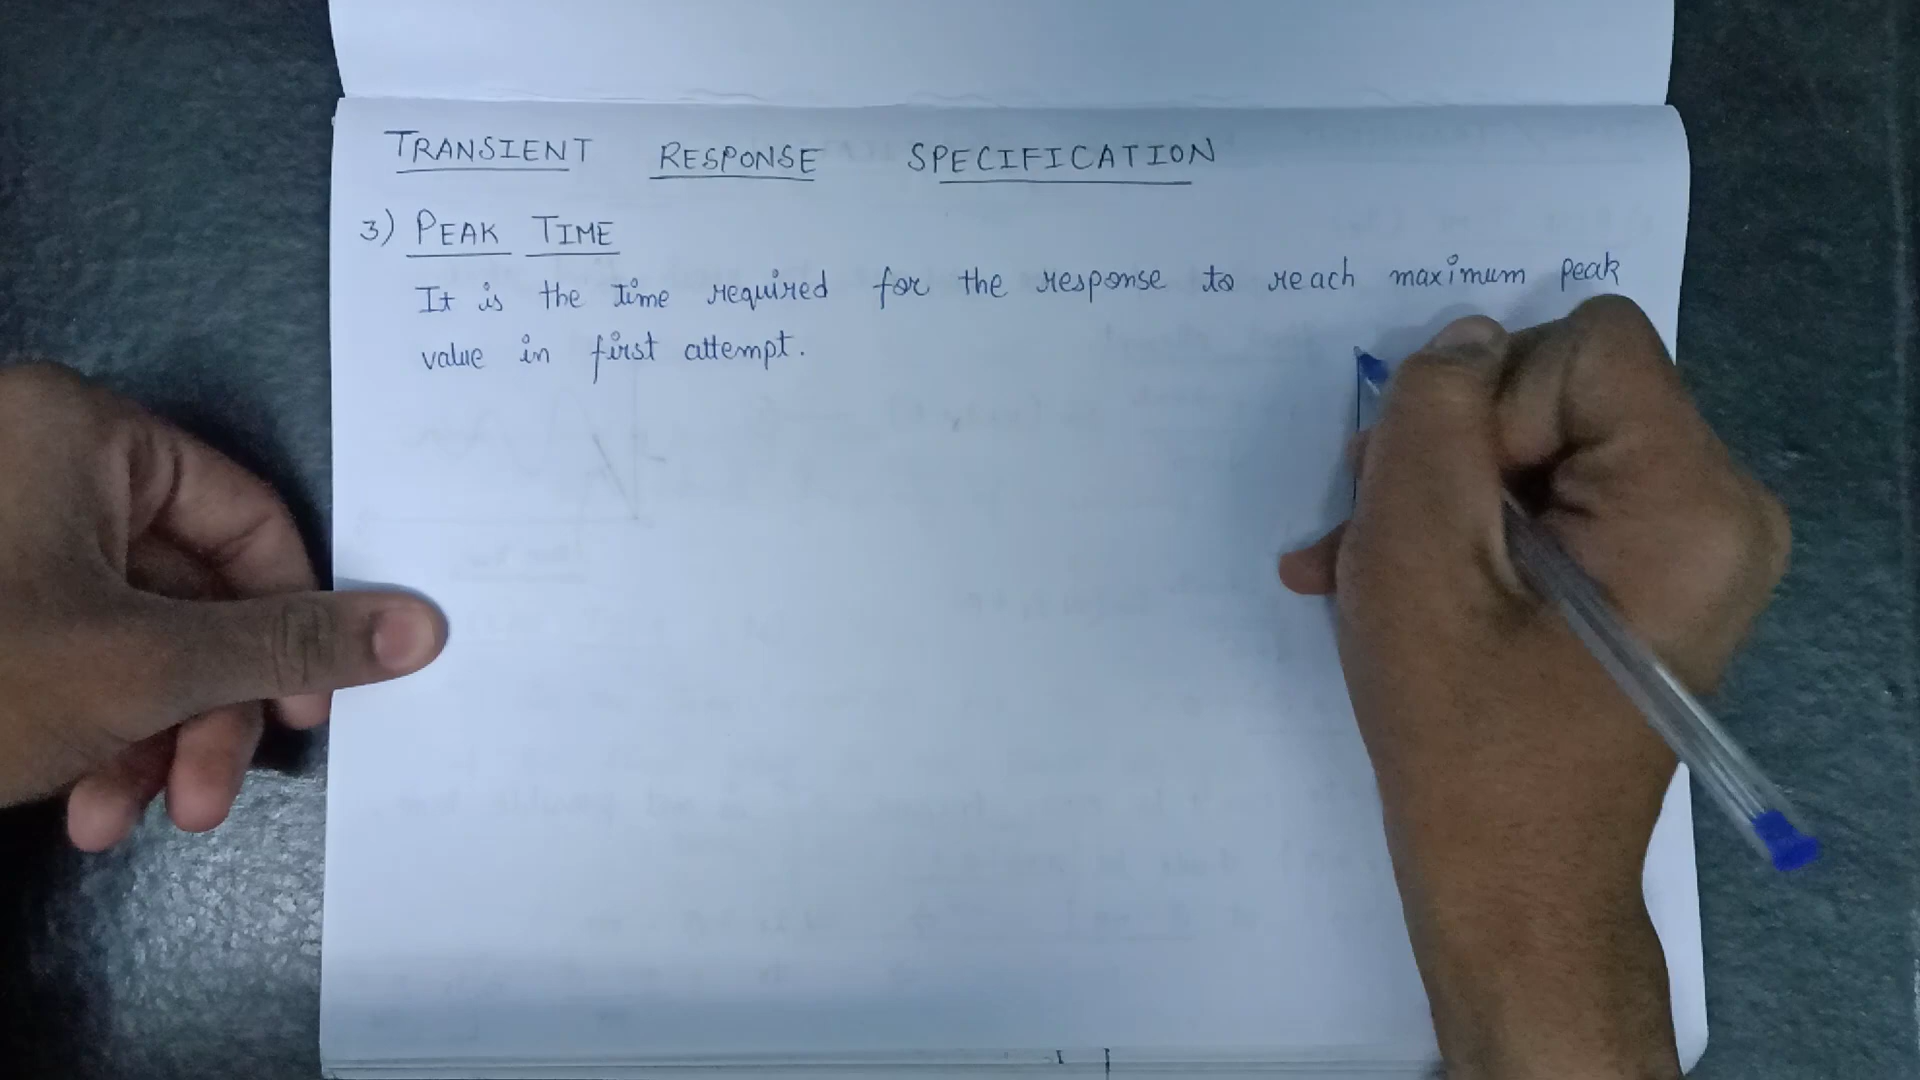 TRANSIENT RESPONSE SPECIFICATION
3) PEAK TIME
It is the time required for the response to reach maximum peak
value in first attempt.